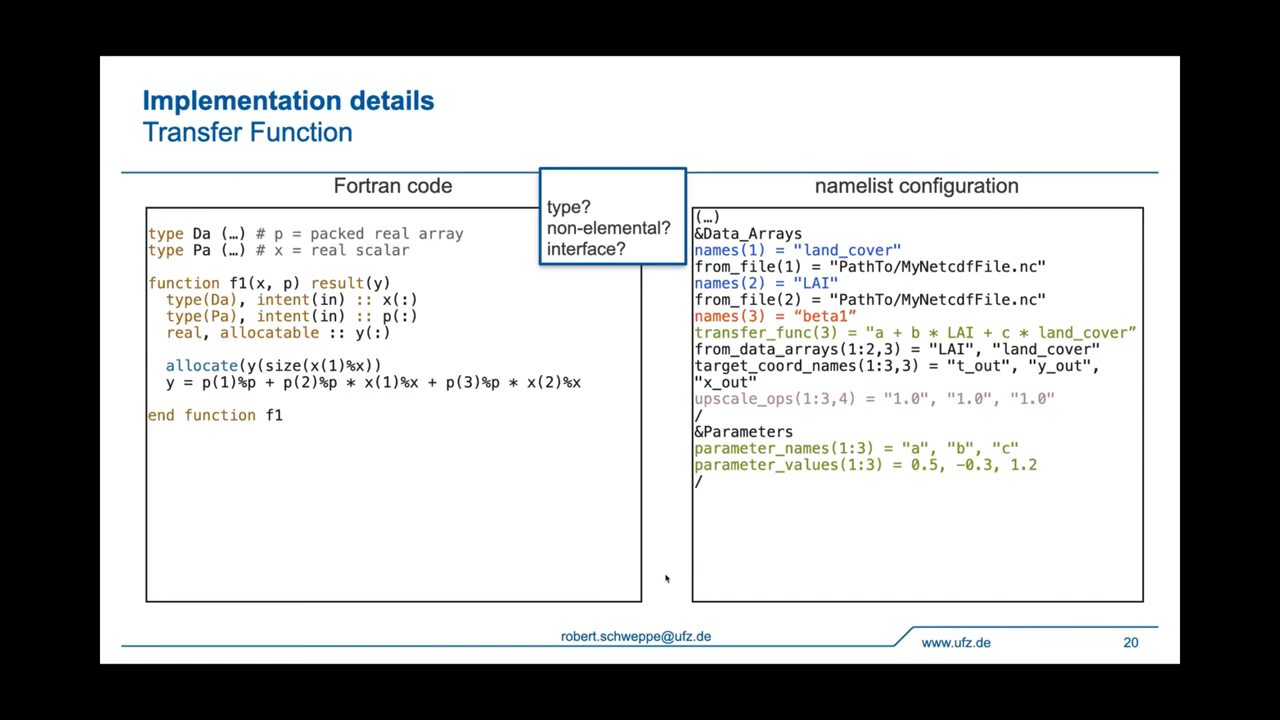 Implementation details
Transfer Function
Fortran code
type Da (…) # p = packed real array
type Pa (…) # x = real scalar
function f1(x, p) result(y)
type(Da), intent(in) :: x(:)
type(Pa), intent(in) :: p(:)
real, allocatable :: y(:)
allocate(y(size(x(1)%x))
y = p(1)%p + p(2)%p * x(1)%x + p(3)%p * x(2)%x
end function f1
type?
non-elemental?
interface?
namelist configuration
(…)
&Data_Arrays
names(1) = "land_cover"
from_file(1) = "PathTo/MyNetcdfFile.nc"
names(2) = "LAI"
from_file(2) = "PathTo/MyNetcdfFile.nc"
names(3) = “beta1”
transfer_func(3) = "a + b * LAI + c * land_cover”
from_data_arrays(1:2,3) = "LAI", "land_cover"
target_coord_names(1:3,3) = "t_out", "y_out",
"x_out"
upscale_ops(1:3,4) = "1.0", "1.0", "1.0"
/
&Parameters
parameter_names(1:3) = "a", "b", "c"
parameter_values(1:3) = 0.5, -0.3, 1.2
/
robert.schweppe@ufz.de
www.ufz.de
20